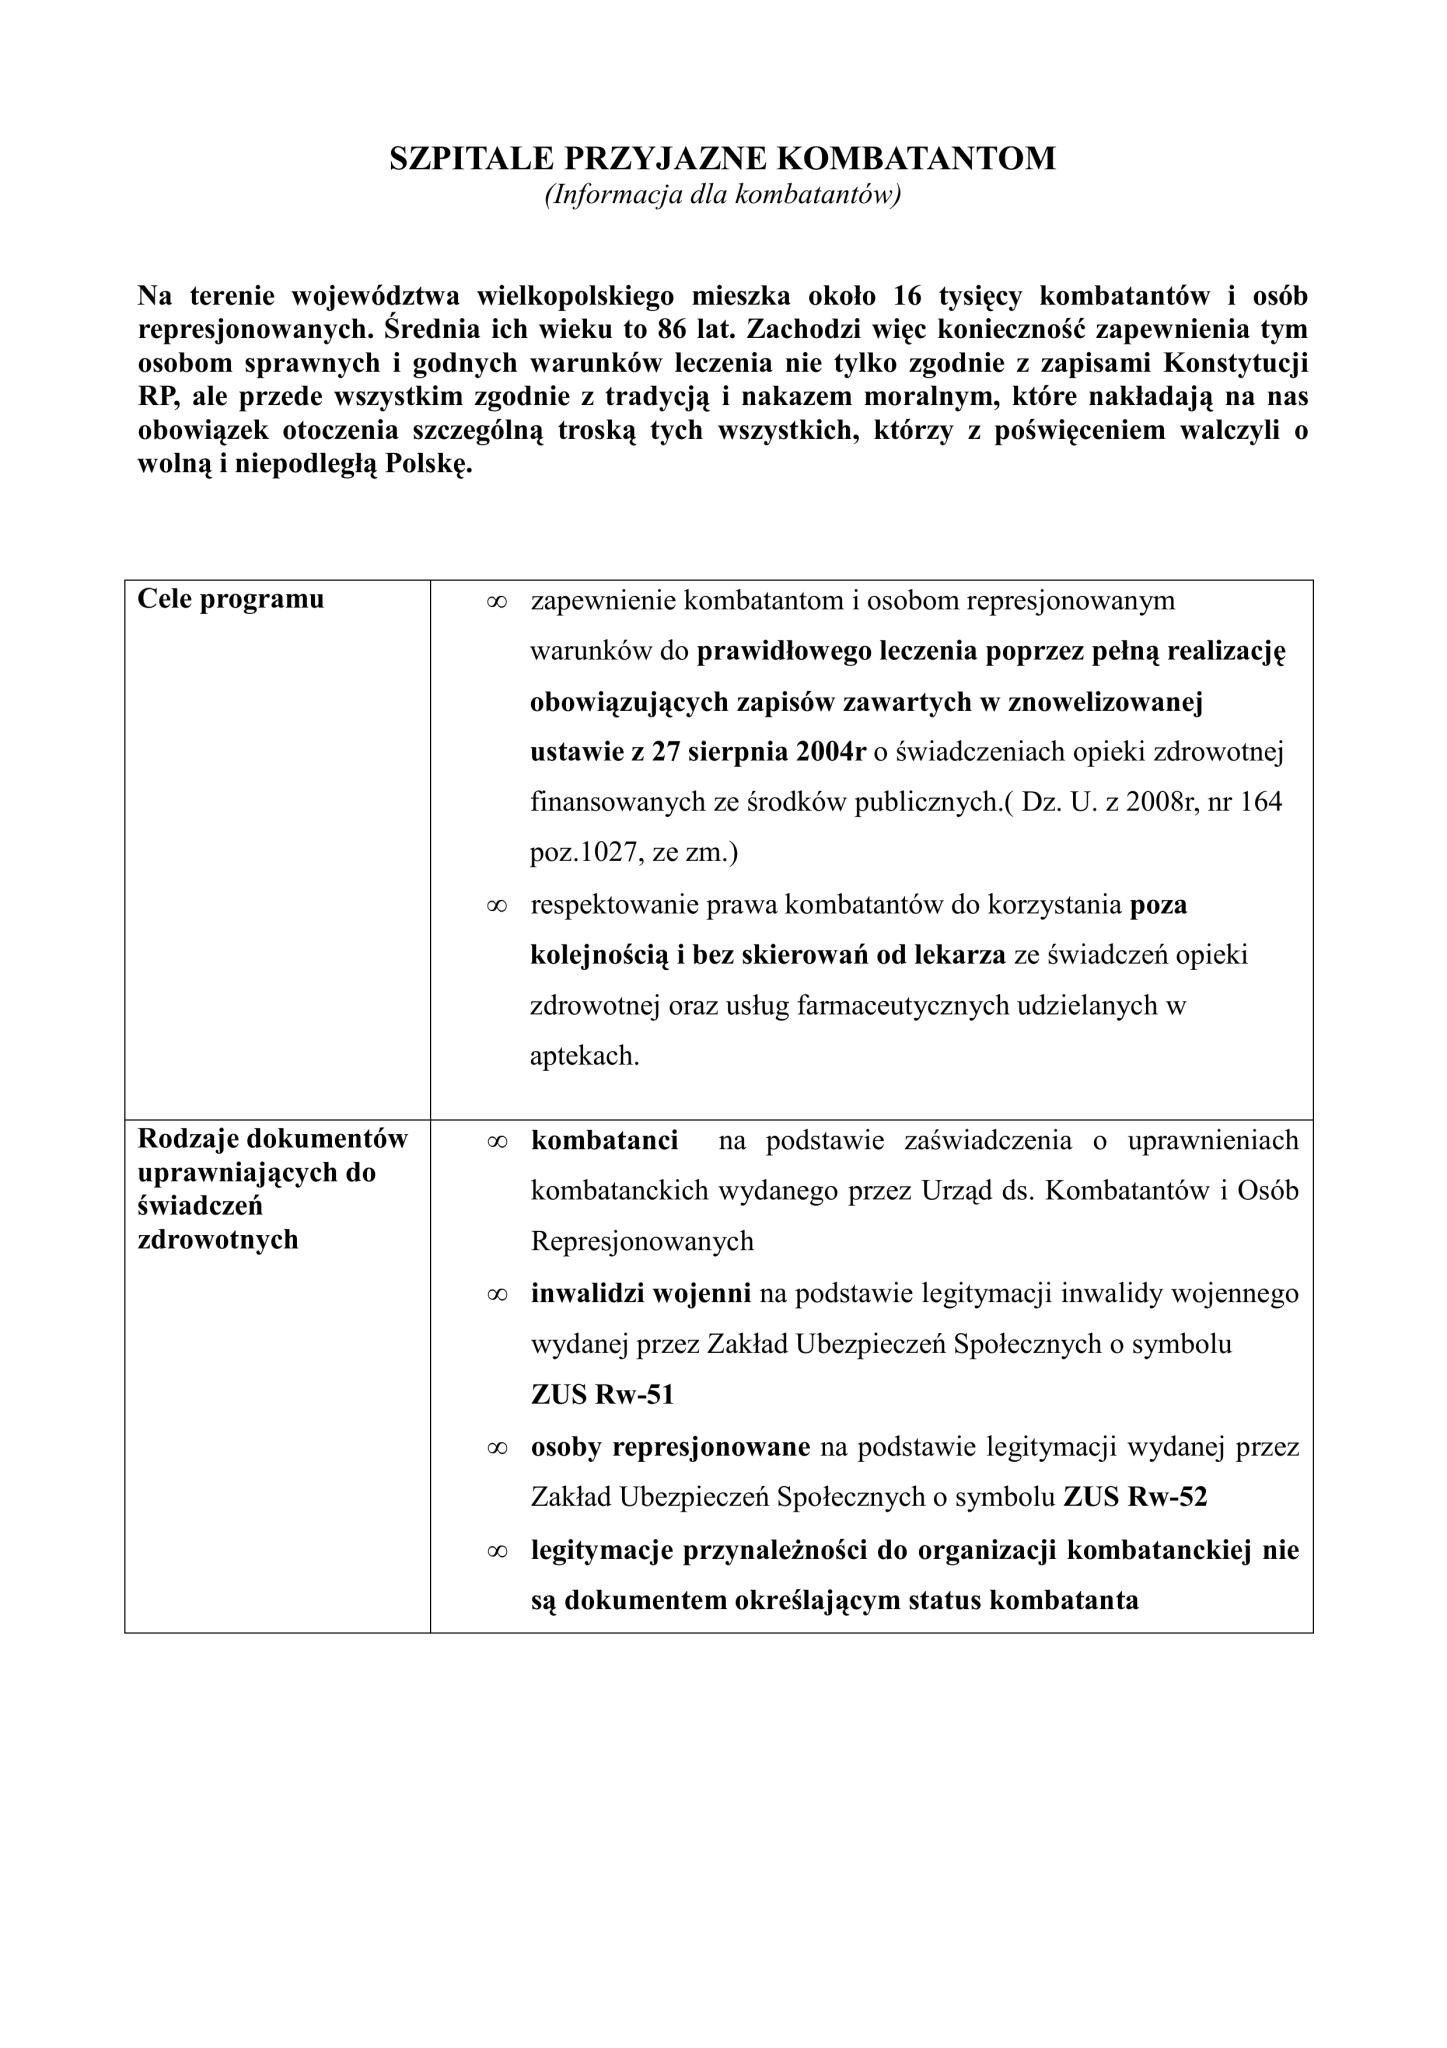 SZPITALE PRZYJAZNE KOMBATANTOM
(Informacja dla kombatantów)
Na terenie województwa wielkopolskiego mieszka około 16 tysięcy kombatantów i osób
represjonowanych. Średnia ich wieku to 86 lat. Zachodzi więc konieczność zapewnienia tym
osobom sprawnych i godnych warunków leczenia nie tylko zgodnie z zapisami Konstytucji
RP, ale przede wszystkim zgodnie z tradycją i nakazem moralnym, które nakładają na nas
obowiązek otoczenia szczególną troską tych wszystkich, którzy z poświęceniem walczyli o
wolną i niepodległą Polskę.
Cele programu
∞ zapewnienie kombatantom i osobom represjonowanym
warunków do prawidłowego leczenia poprzez pełną realizację
obowiązujących zapisów zawartych w znowelizowanej
ustawie z 27 sierpnia 2004r o świadczeniach opieki zdrowotnej
finansowanych ze środków publicznych.( Dz. U. z 2008r, nr 164
poz.1027, ze zm.)
∞ respektowanie prawa kombatantów do korzystania poza
kolejnością i bez skierowań od lekarza ze świadczeń opieki
zdrowotnej oraz usług farmaceutycznych udzielanych w
aptekach.
Rodzaje dokumentów
uprawniających do
świadczeń
zdrowotnych
∞ kombatanci na podstawie zaświadczenia o uprawnieniach
kombatanckich wydanego przez Urząd ds. Kombatantów i Osób
Represjonowanych
∞ inwalidzi wojenni na podstawie legitymacji inwalidy wojennego
wydanej przez Zakład Ubezpieczeń Społecznych o symbolu
ZUS Rw-51
∞ osoby represjonowane na podstawie legitymacji wydanej przez
Zakład Ubezpieczeń Społecznych o symbolu ZUS Rw-52
∞ legitymacje przynależności do organizacji kombatanckiej nie
są dokumentem określającym status kombatanta